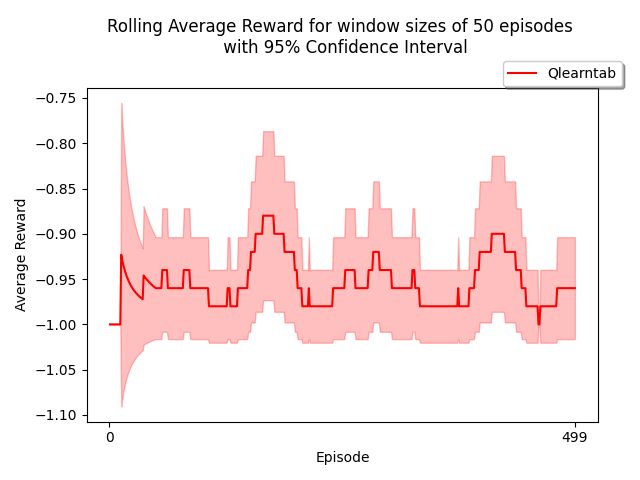 Rolling Average Reward for window sizes of 50 episodes
with 95% Confidence Interval
Qlearntab
−0.75
−0.80
−0.85
−0.90
−0.95
−1.00
−1.05
−1.10
Average Reward
0
499
Episode